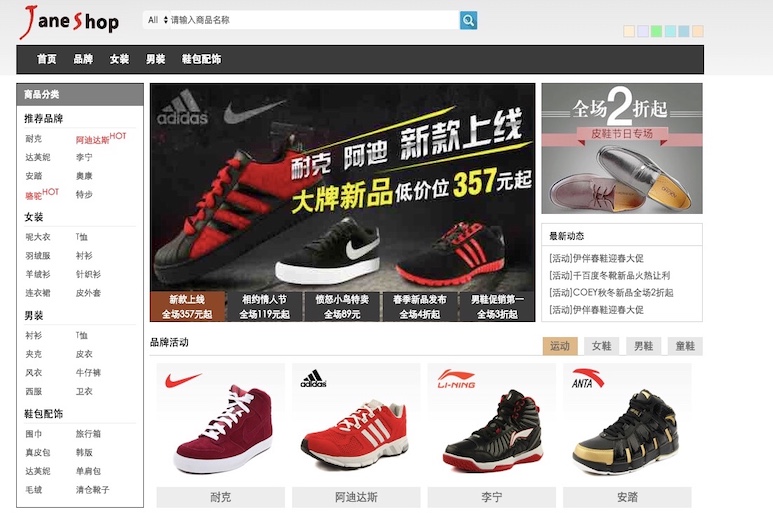 Jane Shop
All 请输入商品名称
首页 品牌 女装 男装 鞋包配饰
商品分类
推荐品牌
耐克 阿迪达斯HOT
达芙妮 李宁
安踏 奥康
骆驼HOT 特步
女装
呢大衣 T恤
羽绒服 衬衫
羊绒衫 针织衫
连衣裙 皮外套
男装
衬衫 T恤
夹克 皮衣
风衣 牛仔裤
西服 卫衣
鞋包配饰
围巾 旅行箱
真皮包 韩版
达芙妮 单肩包
毛绒 清仓靴子
adidas
耐克 阿迪 新款上线
大牌新品低价位357元起
新款上线
全场357元起
相约情人节
全场119元起
愤怒小鸟特卖
全场89元
春季新品发布
全场4折起
男鞋促销第一
全场3折起
全场2折起
皮鞋节日专场
最新动态
[活动]伊伴春鞋迎春大促
[活动]千百度冬靴新品火热让利
[活动]COEY秋冬新品全场2折起
[活动]伊伴春鞋迎春大促
品牌活动
运动 女鞋 男鞋 童鞋
adidas
LI-NING
ANTA
耐克 阿迪达斯 李宁 安踏